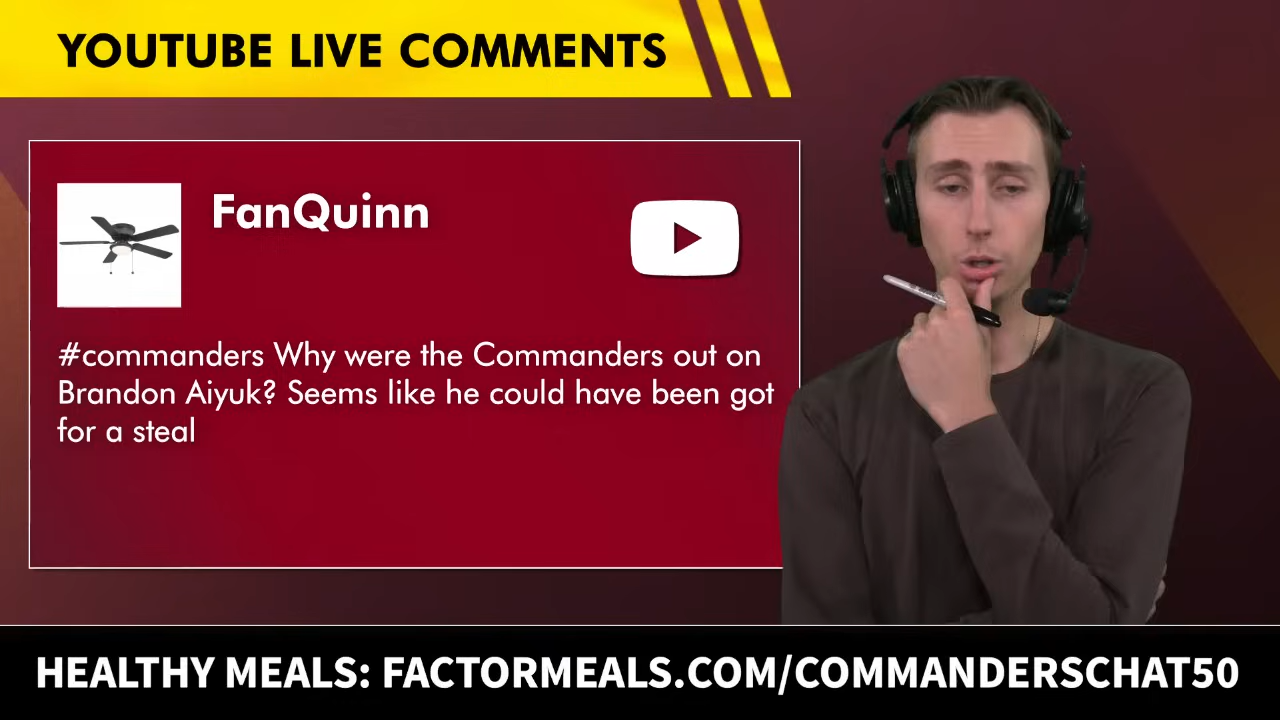 YOUTUBE LIVE COMMENTS
FanQuinn
#commanders Why were the Commanders out on
Brandon Aiyuk? Seems like he could have been got
for a steal
HEALTHY MEALS: FACTORMEALS.COM/COMMANDERSCHAT50